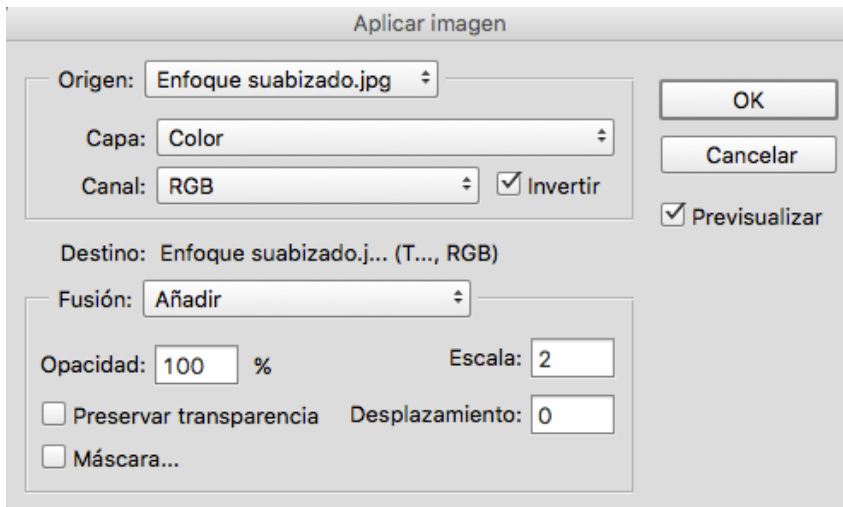 Aplicar imagen
Origen: Enfoque suabizado.jpg
OK
Capa: Color
Cancelar
Canal: RGB Invertir
Previsualizar
Destino: Enfoque suabizado.j... (T..., RGB)
Fusión: Añadir
Opacidad: 100 % Escala: 2
Preservar transparencia Desplazamiento: 0
Máscara...